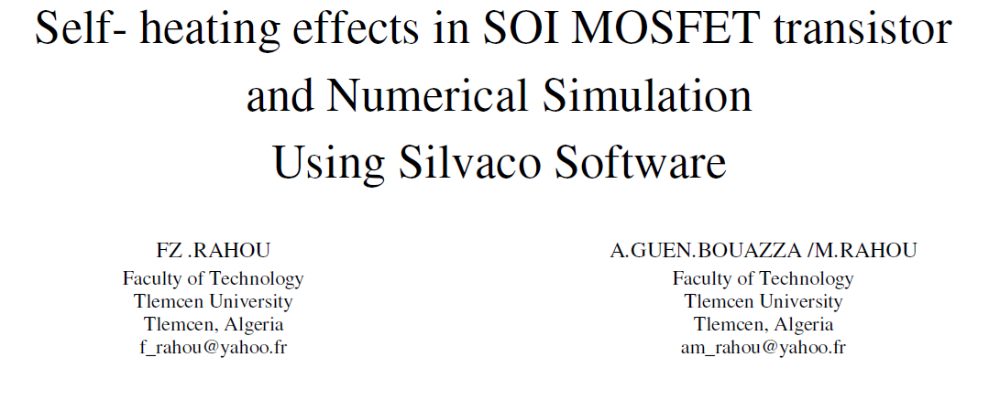 Self- heating effects in SOI MOSFET transistor
and Numerical Simulation
Using Silvaco Software
FZ .RAHOU
Faculty of Technology
Tlemcen University
Tlemcen, Algeria
f_rahou@yahoo.fr
A.GUEN.BOUAZZA /M.RAHOU
Faculty of Technology
Tlemcen University
Tlemcen, Algeria
am_rahou@yahoo.fr